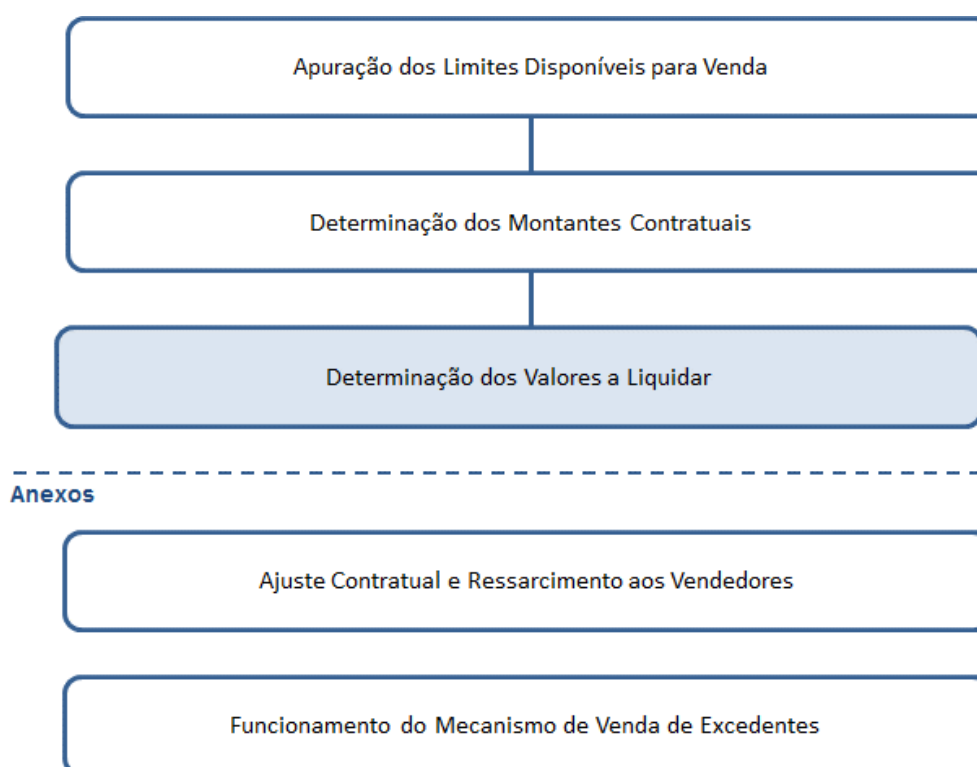 Apuração dos Limites Disponíveis para Venda
Determinação dos Montantes Contratuais
Determinação dos Valores a Liquidar
Anexos
Ajuste Contratual e Ressarcimento aos Vendedores
Funcionamento do Mecanismo de Venda de Excedentes